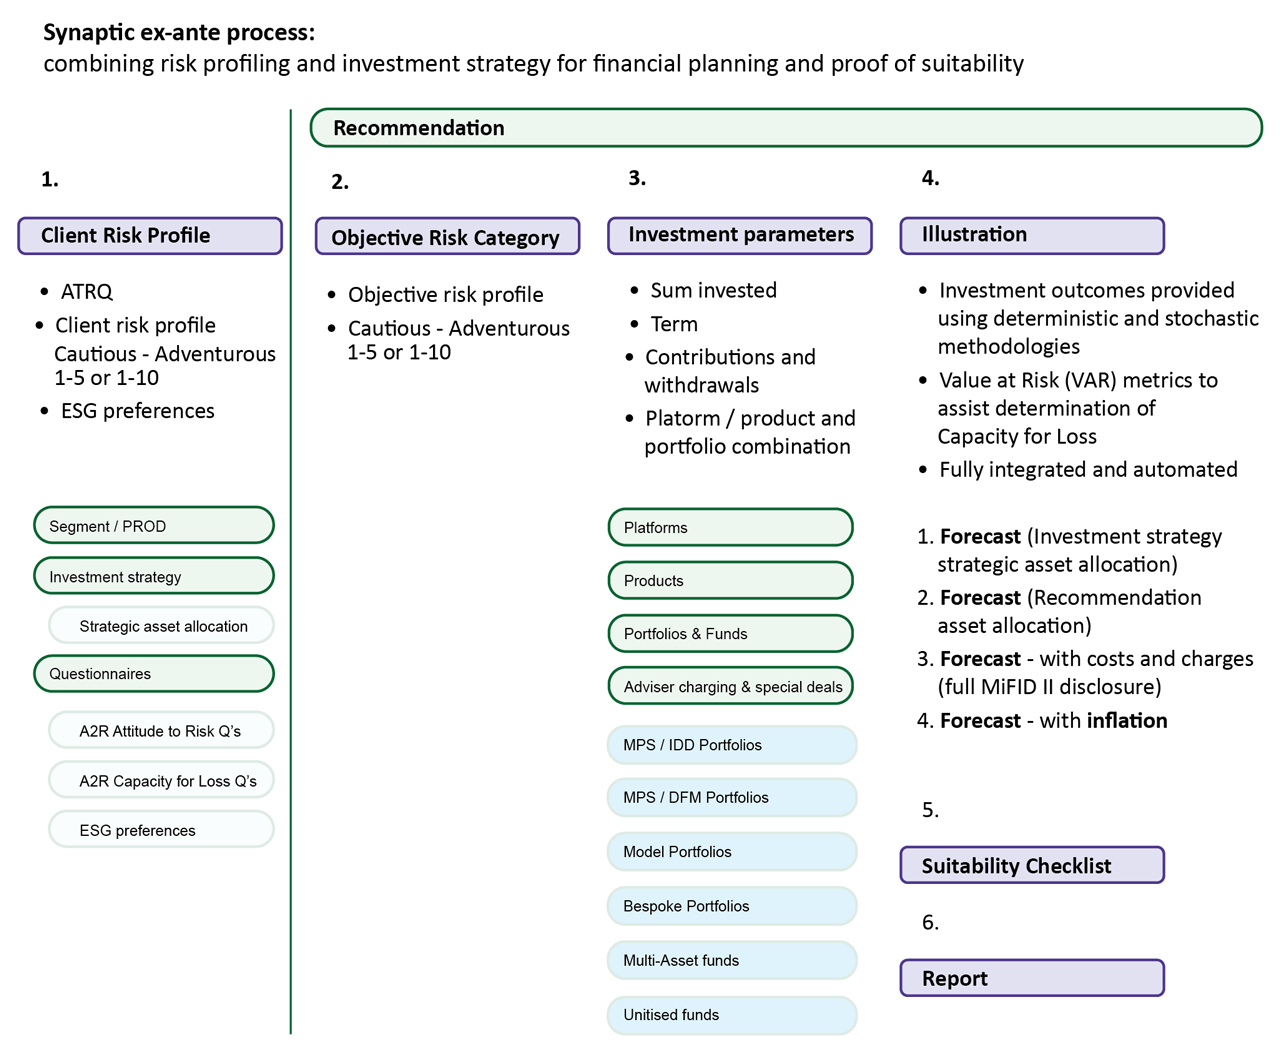 Synaptic ex-ante process:
combining risk profiling and investment strategy for financial planning and proof of suitability
Recommendation
1.
Client Risk Profile
• ATRQ
• Client risk profile
Cautious - Adventurous
1-5 or 1-10
• ESG preferences
Segment / PROD
Investment strategy
Strategic asset allocation
Questionnaires
A2R Attitude to Risk Q's
A2R Capacity for Loss Q's
ESG preferences
2.
Objective Risk Category
• Objective risk profile
• Cautious - Adventurous
1-5 or 1-10
3.
Investment parameters
• Sum invested
• Term
• Contributions and
withdrawals
• Platorm / product and
portfolio combination
Platforms
Products
Portfolios & Funds
Adviser charging & special deals
MPS / IDD Portfolios
MPS / DFM Portfolios
Model Portfolios
Bespoke Portfolios
Multi-Asset funds
Unitised funds
4.
Illustration
• Investment outcomes provided
using deterministic and stochastic
methodologies
• Value at Risk (VAR) metrics to
assist determination of
Capacity for Loss
• Fully integrated and automated
1. Forecast (Investment strategy
strategic asset allocation)
2. Forecast (Recommendation
asset allocation)
3. Forecast - with costs and charges
(full MiFID II disclosure)
4. Forecast - with inflation
5.
Suitability Checklist
6.
Report